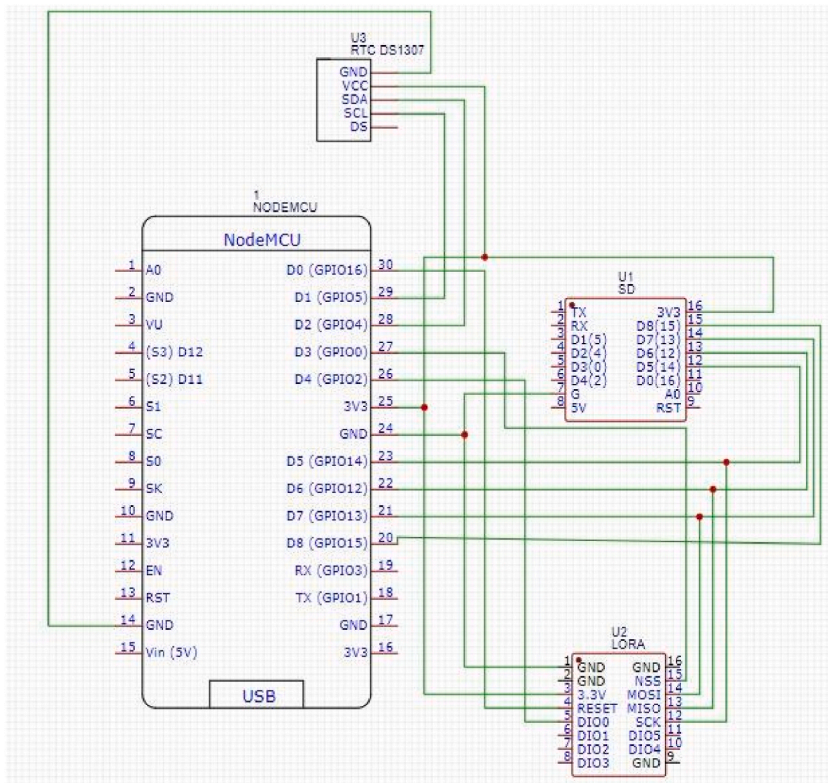 U3
RTC DS1307
GND
VCC
SDA
SCL
DS
1
NODEMCU
NodeMCU
1 A0 D0 (GPIO16) 30
2 GND D1 (GPIO5) 29
3 VU D2 (GPIO4) 28
4 (S3) D12 D3 (GPIO0) 27
5 (S2) D11 D4 (GPIO2) 26
6 S1 3V3 25
7 SC GND 24
8 S0 D5 (GPIO14) 23
9 SK D6 (GPIO12) 22
10 GND D7 (GPIO13) 21
11 3V3 D8 (GPIO15) 20
12 EN RX (GPIO3) 19
13 RST TX (GPIO1) 18
14 GND GND 17
15 Vin (5V) 3V3 16
USB
U1
SD
1 TX 3V3 16
2 RX D8(15) 15
3 D1(5) D7(13) 14
4 D2(4) D6(12) 13
5 D3(0) D5(14) 12
6 D4(2) D0(16) 11
7 G A0 10
8 5V RST 9
U2
LORA
1 GND GND 16
2 GND NSS 15
3 3.3V MOSI 14
4 RESET MISO 13
5 DIO0 SCK 12
6 DIO1 DIO5 11
7 DIO2 DIO4 10
8 DIO3 GND 9